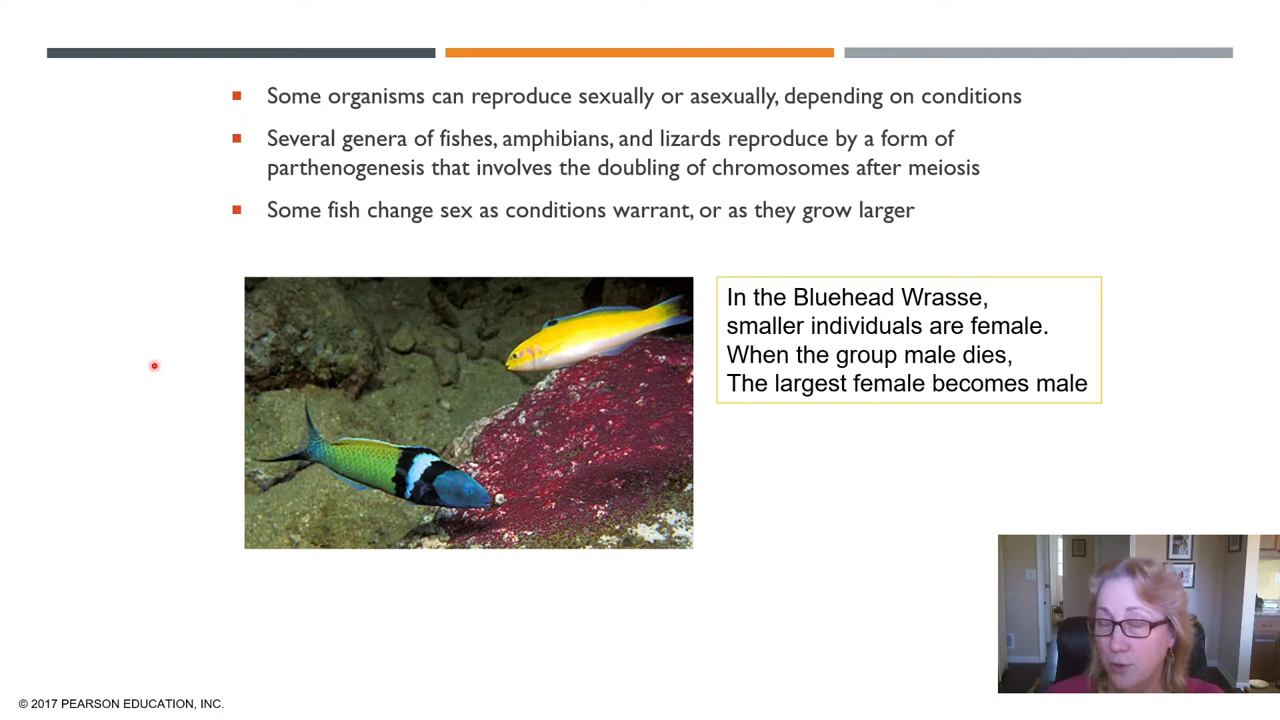 Some organisms can reproduce sexually or asexually, depending on conditions
Several genera of fishes, amphibians, and lizards reproduce by a form of
parthenogenesis that involves the doubling of chromosomes after meiosis
Some fish change sex as conditions warrant, or as they grow larger
In the Bluehead Wrasse,
smaller individuals are female.
When the group male dies,
The largest female becomes male
© 2017 PEARSON EDUCATION, INC.